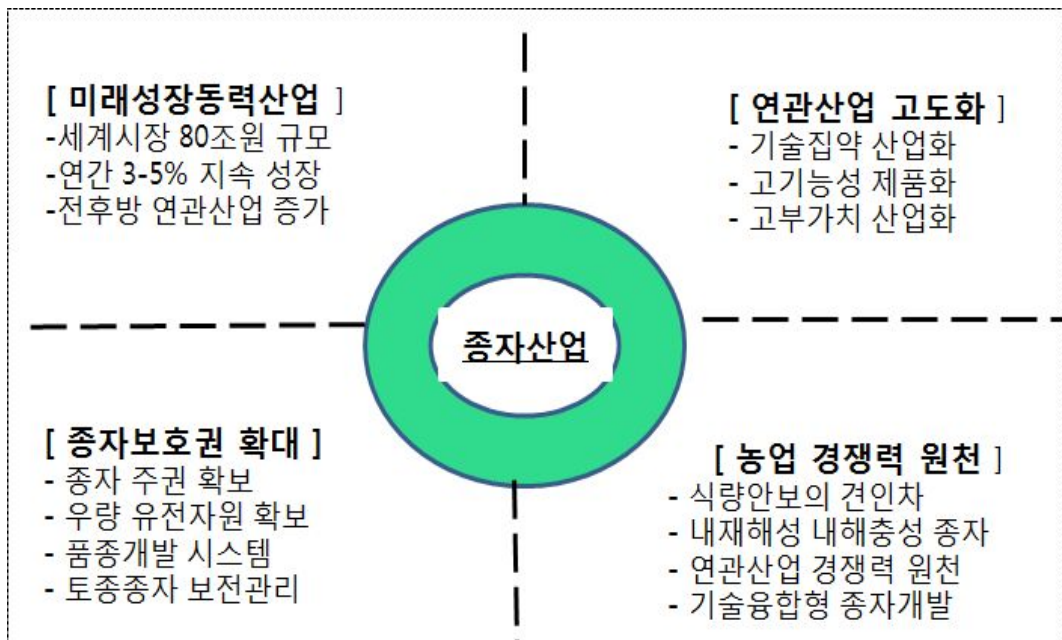 [ 미래성장동력산업 ]
-세계시장 80조원 규모
-연간 3-5% 지속 성장
-전후방 연관산업 증가
[ 연관산업 고도화 ]
- 기술집약 산업화
- 고기능성 제품화
- 고부가치 산업화
종자산업
[ 종자보호권 확대 ]
- 종자 주권 확보
- 우량 유전자원 확보
- 품종개발 시스템
- 토종종자 보전관리
[ 농업 경쟁력 원천 ]
- 식량안보의 견인차
- 내재해성 내해충성 종자
- 연관산업 경쟁력 원천
- 기술융합형 종자개발